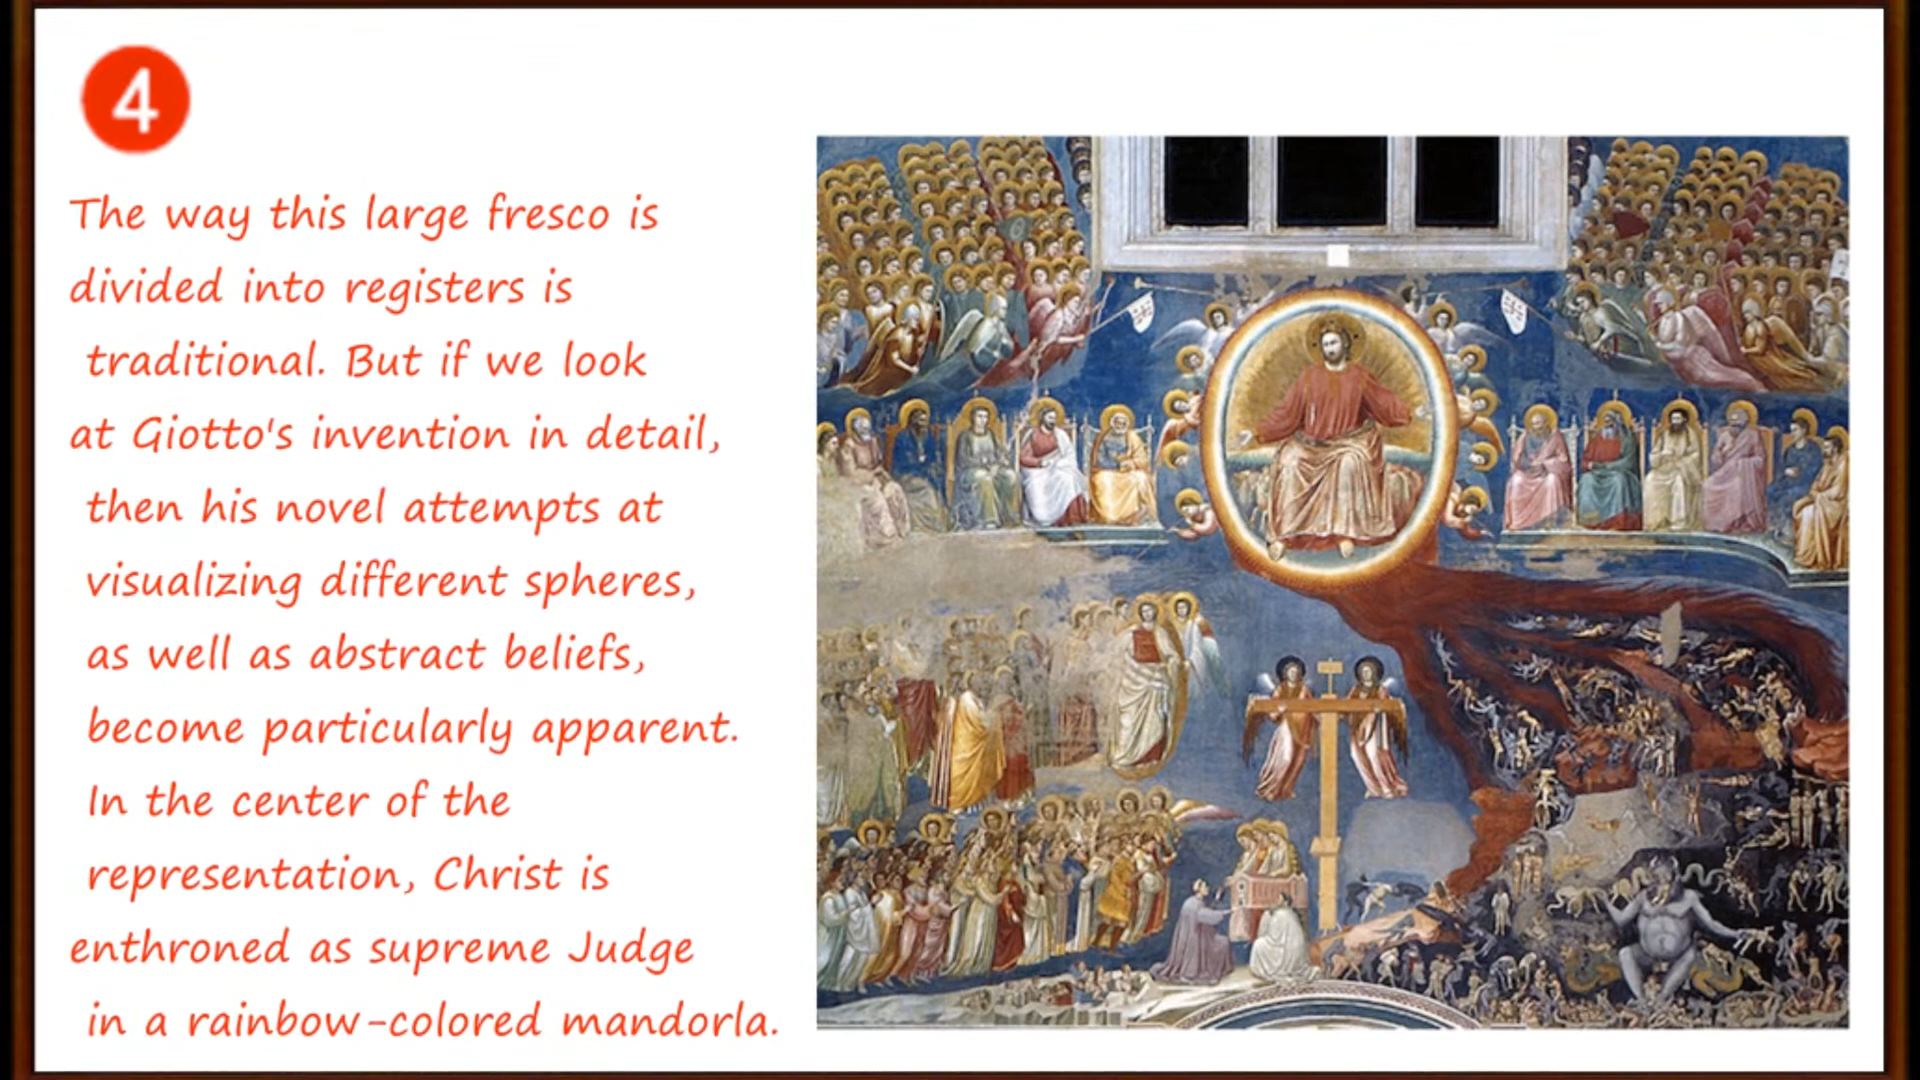 4
The way this large fresco is
divided into registers is
traditional. But if we look
at Giotto's invention in detail,
then his novel attempts at
visualizing different spheres,
as well as abstract beliefs,
become particularly apparent.
In the center of the
representation, Christ is
enthroned as supreme Judge
in a rainbow-colored mandorla.